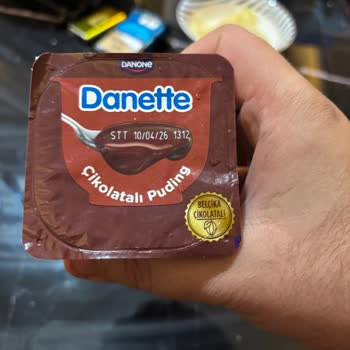 DANONE
Danette
STT 10/04/26 1312
Çikolatalı Puding
BELÇİKA
ÇİKOLATALI